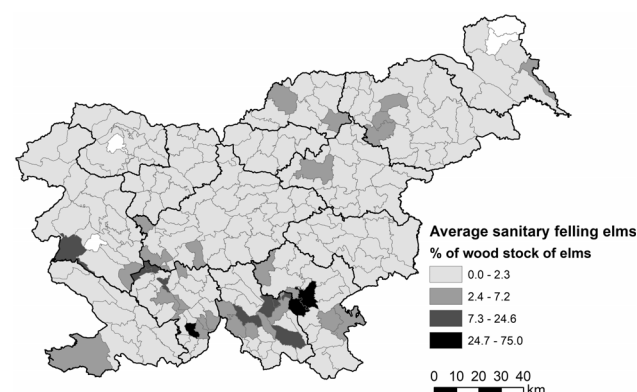 Average sanitary felling elms
% of wood stock of elms
0.0 - 2.3
2.4 - 7.2
7.3 - 24.6
24.7 - 75.0
0 10 20 30 40
km